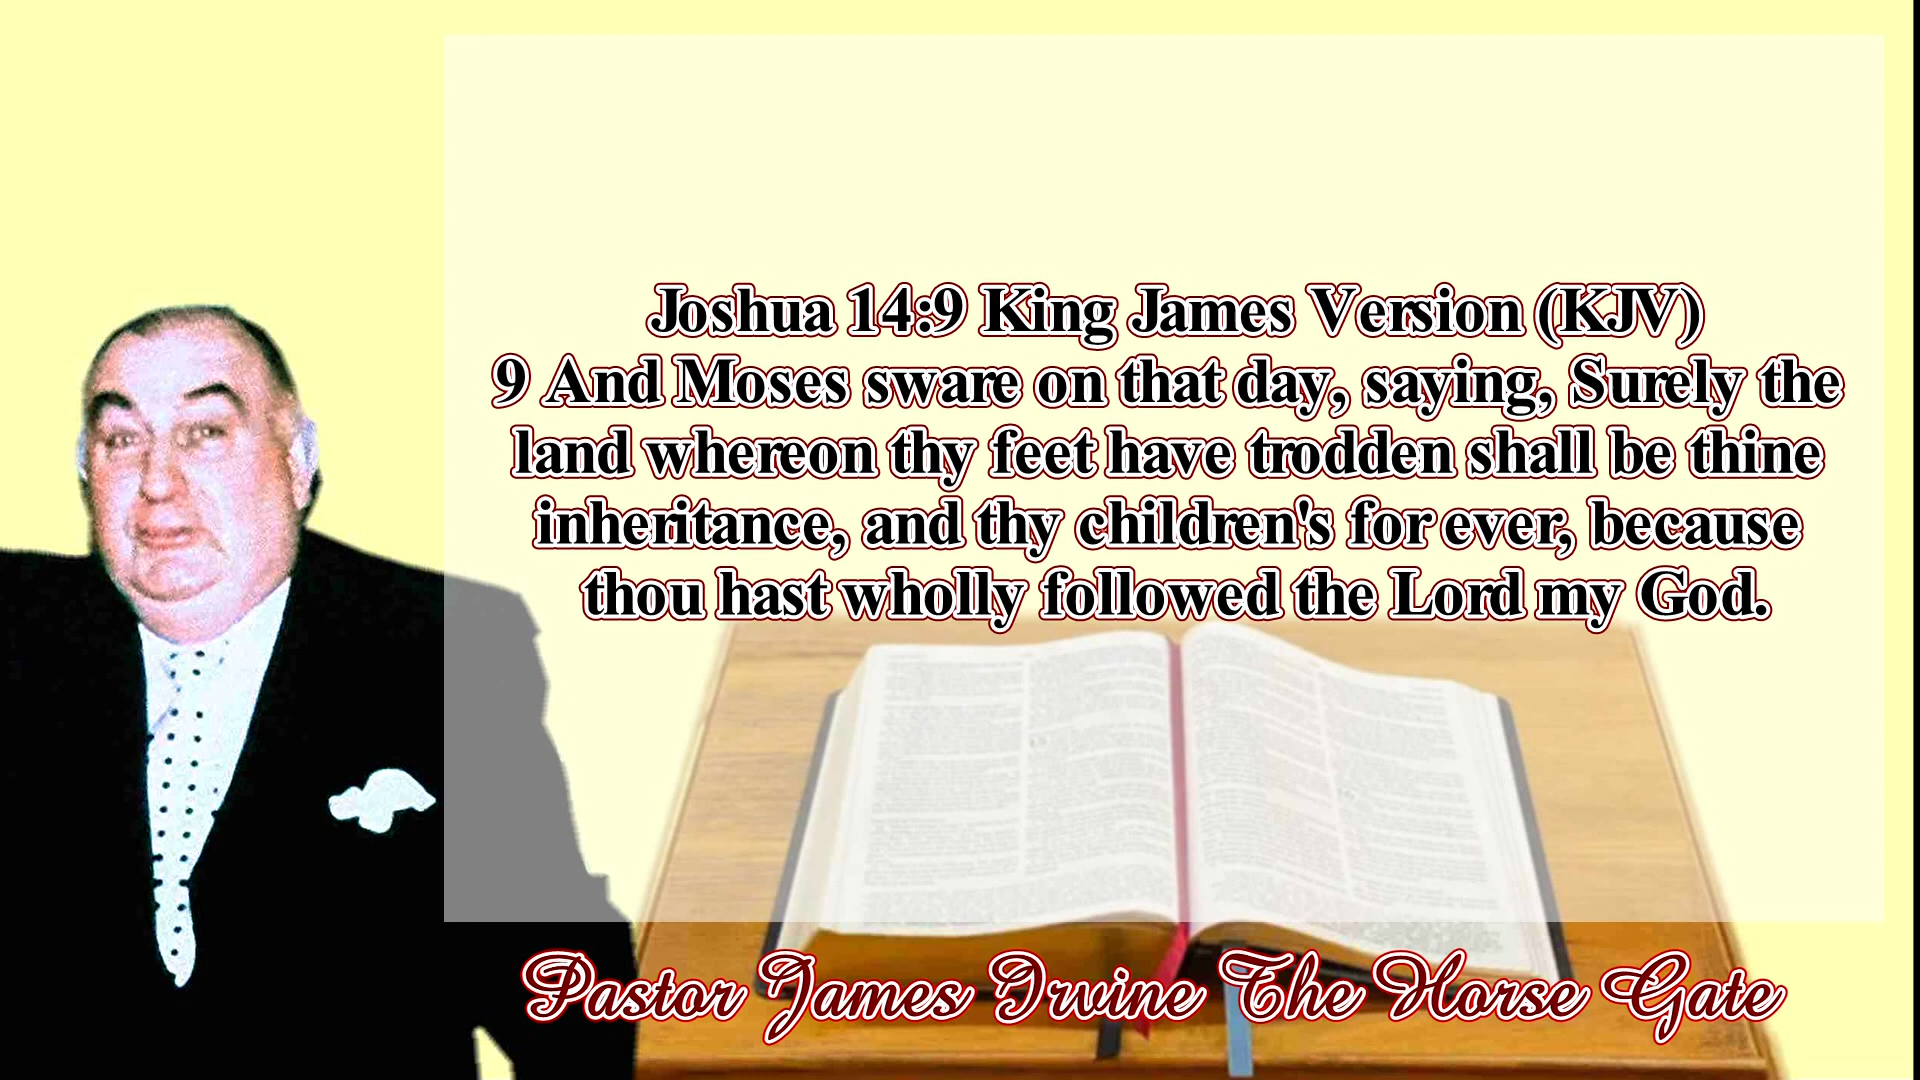 Joshua 14:9 King James Version (KJV)
9 And Moses sware on that day, saying, Surely the
land whereon thy feet have trodden shall be thine
inheritance, and thy children's for ever, because
thou hast wholly followed the Lord my God.
Pastor James Irvine The Horse Gate